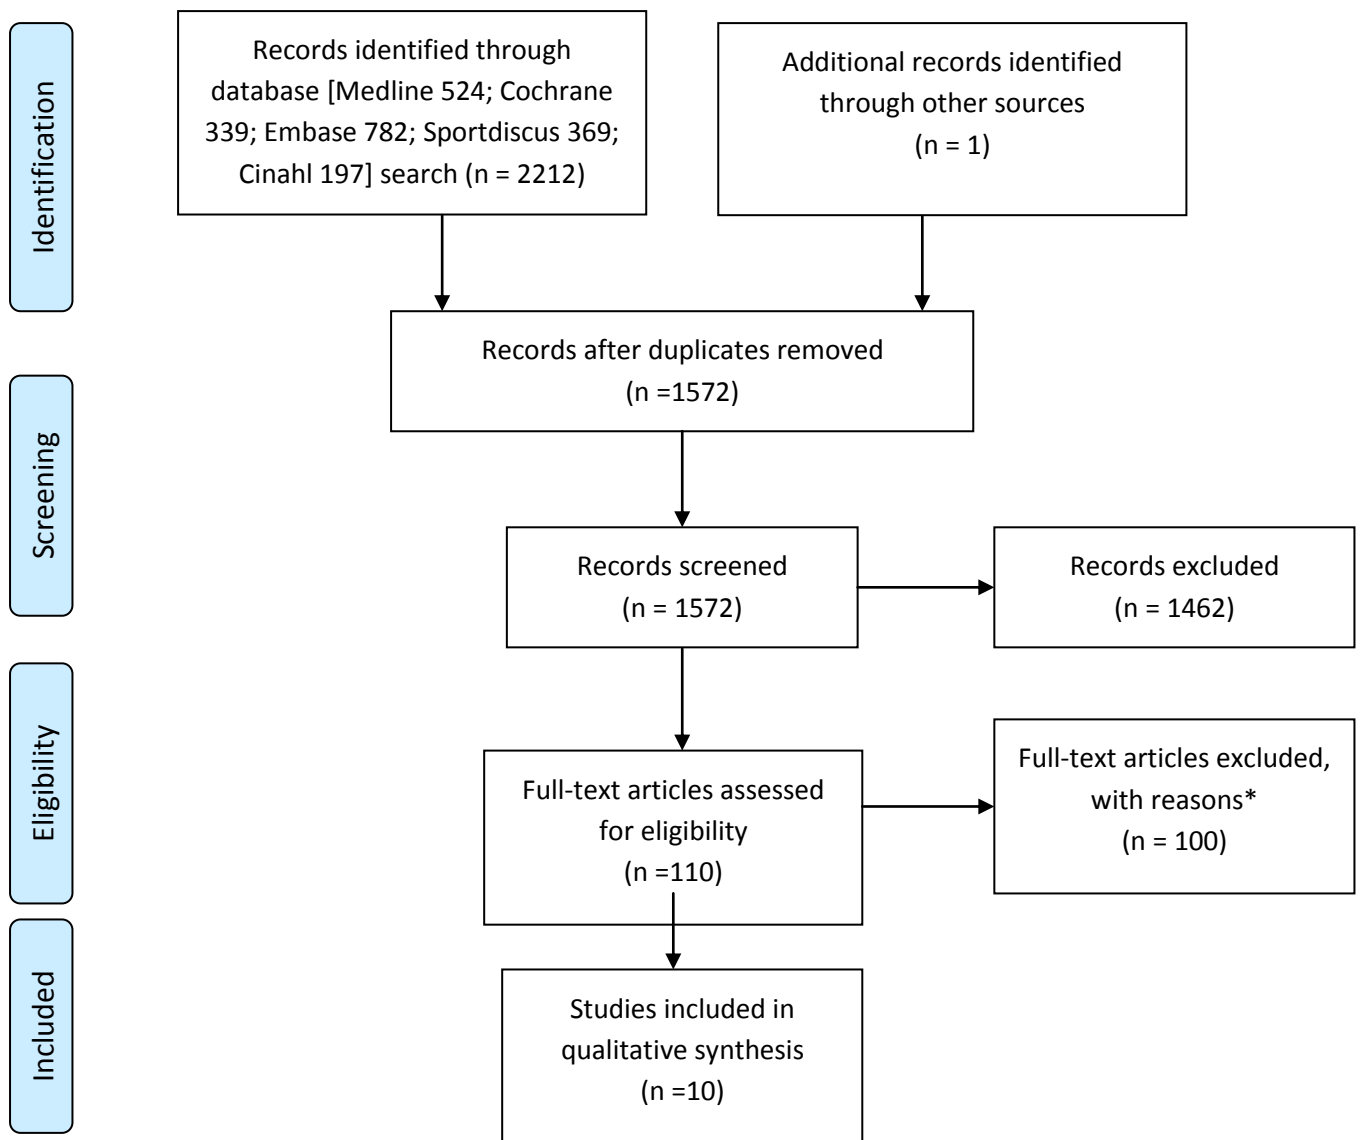 Identification
Records identified through
database [Medline 524; Cochrane
339; Embase 782; Sportdiscus 369;
Cinahl 197] search (n = 2212)
Additional records identified
through other sources
(n = 1)
Records after duplicates removed
(n =1572)
Screening
Records screened
(n = 1572)
Records excluded
(n = 1462)
Eligibility
Full-text articles assessed
for eligibility
(n =110)
Full-text articles excluded,
with reasons*
(n = 100)
Included
Studies included in
qualitative synthesis
(n =10)